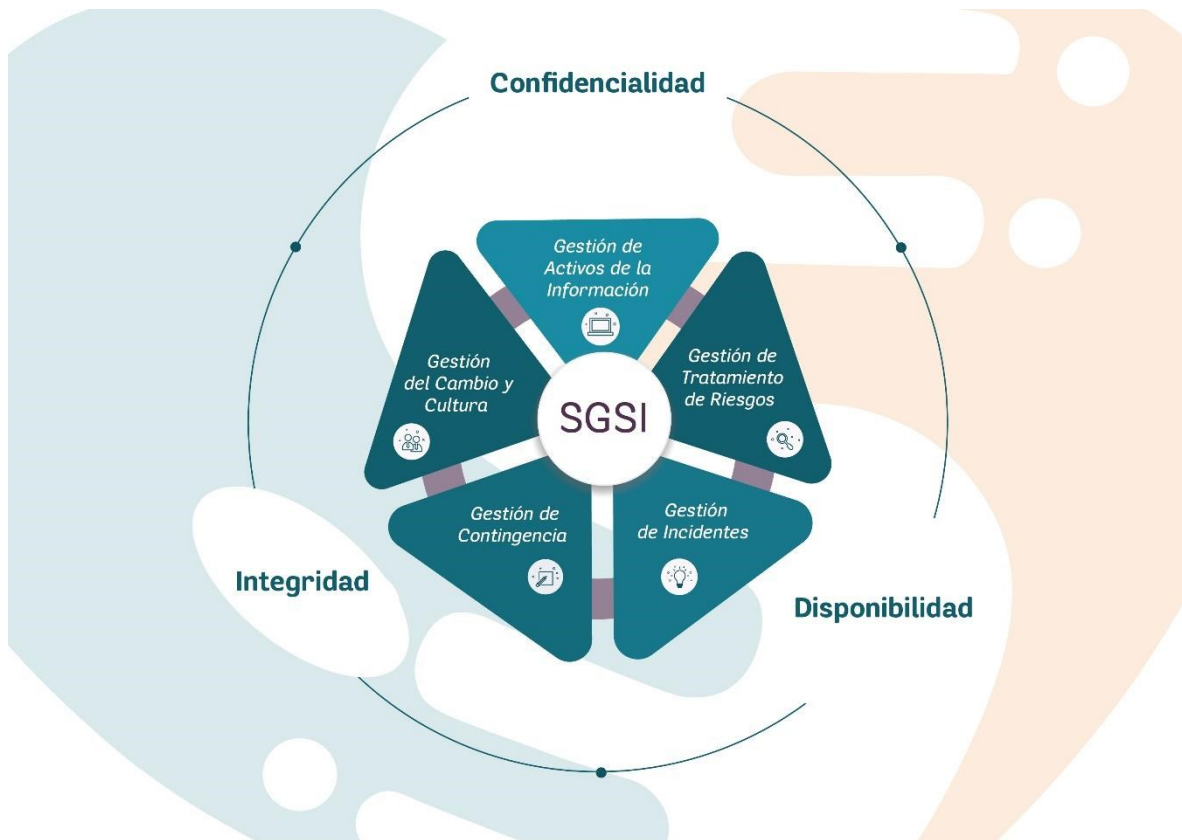 Confidencialidad
Gestión de
Activos de la
Información
Gestión
del Cambio y
Cultura
SGSI
Gestión de
Tratamiento
de Riesgos
Gestión de
Contingencia
Gestión
de Incidentes
Integridad
Disponibilidad